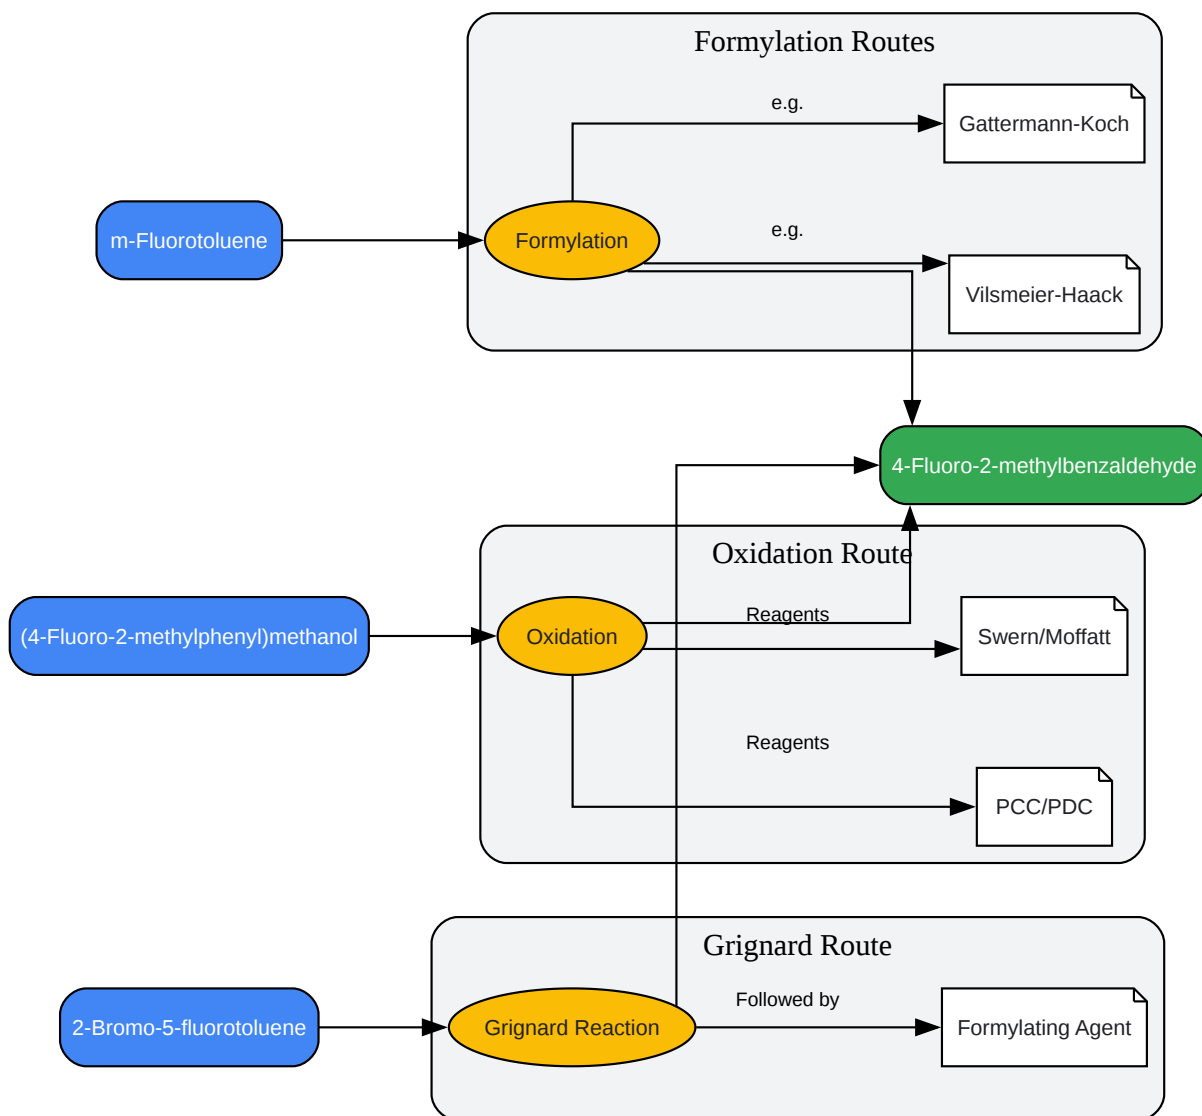 Formylation Routes
e.g.
Gattermann-Koch
m-Fluorotoluene
Formylation
e.g.
Vilsmeier-Haack
4-Fluoro-2-methylbenzaldehyde
Oxidation Route
(4-Fluoro-2-methylphenyl)methanol
Oxidation
Reagents
Swern/Moffatt
Reagents
PCC/PDC
Grignard Route
2-Bromo-5-fluorotoluene
Grignard Reaction
Followed by
Formylating Agent